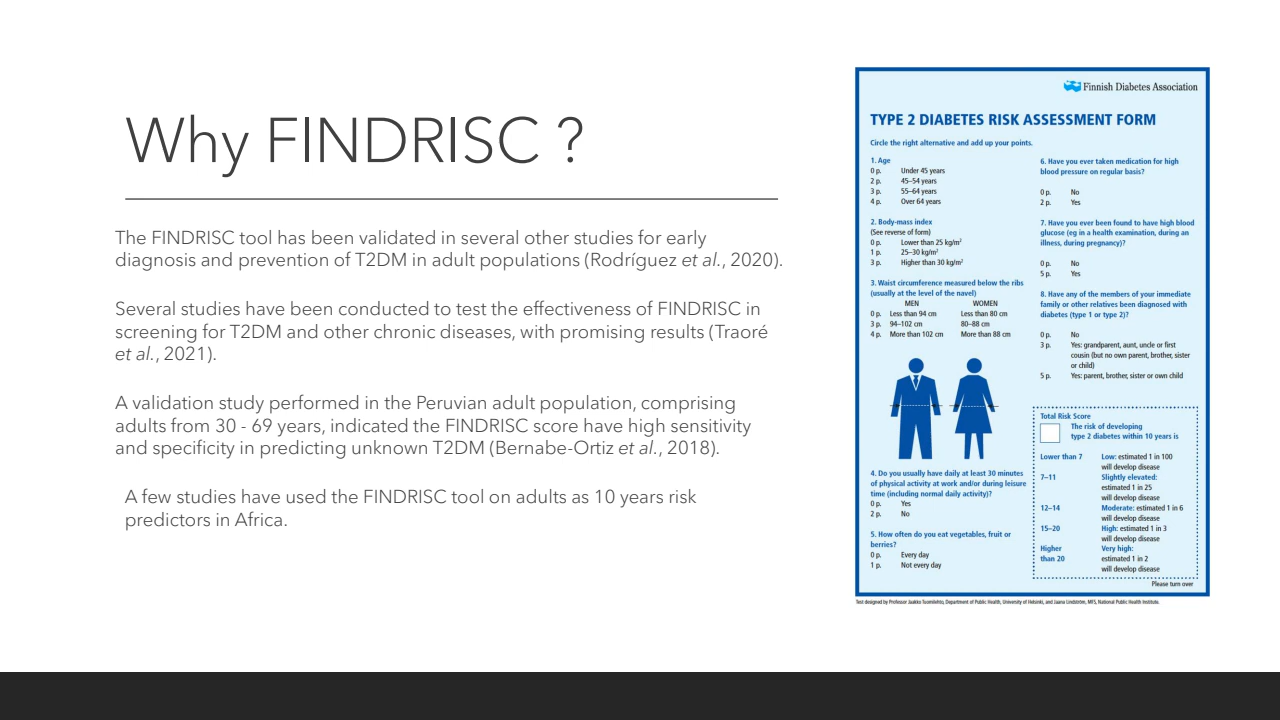 Why FINDRISC ?
The FINDRISC tool has been validated in several other studies for early
diagnosis and prevention of T2DM in adult populations (Rodríguez et al., 2020).
Several studies have been conducted to test the effectiveness of FINDRISC in
screening for T2DM and other chronic diseases, with promising results (Traoré
et al., 2021).
A validation study performed in the Peruvian adult population, comprising
adults from 30 - 69 years, indicated the FINDRISC score have high sensitivity
and specificity in predicting unknown T2DM (Bernabe-Ortiz et al., 2018).
A few studies have used the FINDRISC tool on adults as 10 years risk
predictors in Africa.
Finnish Diabetes Association
TYPE 2 DIABETES RISK ASSESSMENT FORM
Circle the right alternative and add up your points.
1. Age
0 p. Under 45 years
2 p. 45–54 years
3 p. 55–64 years
4 p. Over 64 years
2. Body-mass index
(See reverse of form)
0 p. Lower than 25 kg/m²
1 p. 25–30 kg/m²
3 p. Higher than 30 kg/m²
3. Waist circumference measured below the ribs
(usually at the level of the navel)
MEN WOMEN
0 p. Less than 94 cm Less than 80 cm
3 p. 94–102 cm 80–88 cm
4 p. More than 102 cm More than 88 cm
4. Do you usually have daily at least 30 minutes
of physical activity at work and/or during leisure
time (including normal daily activity)?
0 p. Yes
2 p. No
5. How often do you eat vegetables, fruit or
berries?
0 p. Every day
1 p. Not every day
6. Have you ever taken medication for high
blood pressure on regular basis?
0 p. No
2 p. Yes
7. Have you ever been found to have high blood
glucose (eg in a health examination, during an
illness, during pregnancy)?
0 p. No
5 p. Yes
8. Have any of the members of your immediate
family or other relatives been diagnosed with
diabetes (type 1 or type 2)?
0 p. No
3 p. Yes: grandparent, aunt, uncle or first
cousin (but no own parent, brother, sister
or child)
5 p. Yes: parent, brother, sister or own child
Total Risk Score
The risk of developing
type 2 diabetes within 10 years is
Lower than 7 Low: estimated 1 in 100
will develop disease
7–11 Slightly elevated:
estimated 1 in 25
will develop disease
12–14 Moderate: estimated 1 in 6
will develop disease
15–20 High: estimated 1 in 3
will develop disease
Higher Very high:
than 20 estimated 1 in 2
will develop disease
Please turn over
Test designed by Professor Jaakko Tuomilehto, Department of Public Health, University of Helsinki, and Jaana Lindström, MFS, National Public Health Institute.